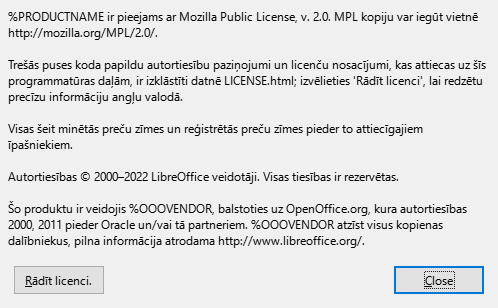 %PRODUCTNAME ir pieejams ar Mozilla Public License, v. 2.0. MPL kopiju var iegūt vietnē
http://mozilla.org/MPL/2.0/.
Trešās puses koda papildu autortiesību paziņojumi un licenču nosacījumi, kas attiecas uz šīs
programmatūras daļām, ir izklāstīti datnē LICENSE.html; izvēlieties 'Rādīt licenci', lai redzētu
precīzu informāciju angļu valodā.
Visas šeit minētās preču zīmes un reģistrētās preču zīmes pieder to attiecīgajiem
īpašniekiem.
Autortiesības © 2000–2022 LibreOffice veidotāji. Visas tiesības ir rezervētas.
Šo produktu ir veidojis %OOOVENDOR, balstoties uz OpenOffice.org, kura autortiesības
2000, 2011 pieder Oracle un/vai tā partneriem. %OOOVENDOR atzīst visus kopienas
dalībniekus, pilna informācija atrodama http://www.libreoffice.org/.
Rādīt licenci.
Close